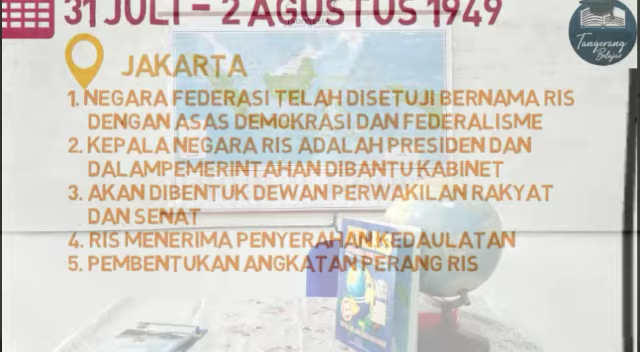 31 JULI - 2 AGUSTUS 1949
Tangerang
Belajar
JAKARTA
1. NEGARA FEDERASI TELAH DISETUJI BERNAMA RIS
DENGAN ASAS DEMOKRASI DAN FEDERALISME
2. KEPALA NEGARA RIS ADALAH PRESIDEN DAN
DALAMPEMERINTAHAN DIBANTU KABINET
3. AKAN DIBENTUK DEWAN PERWAKILAN RAKYAT
DAN SENAT
4. RIS MENERIMA PENYERAHAN KEDAULATAN
5. PEMBENTUKAN ANGKATAN PERANG RIS